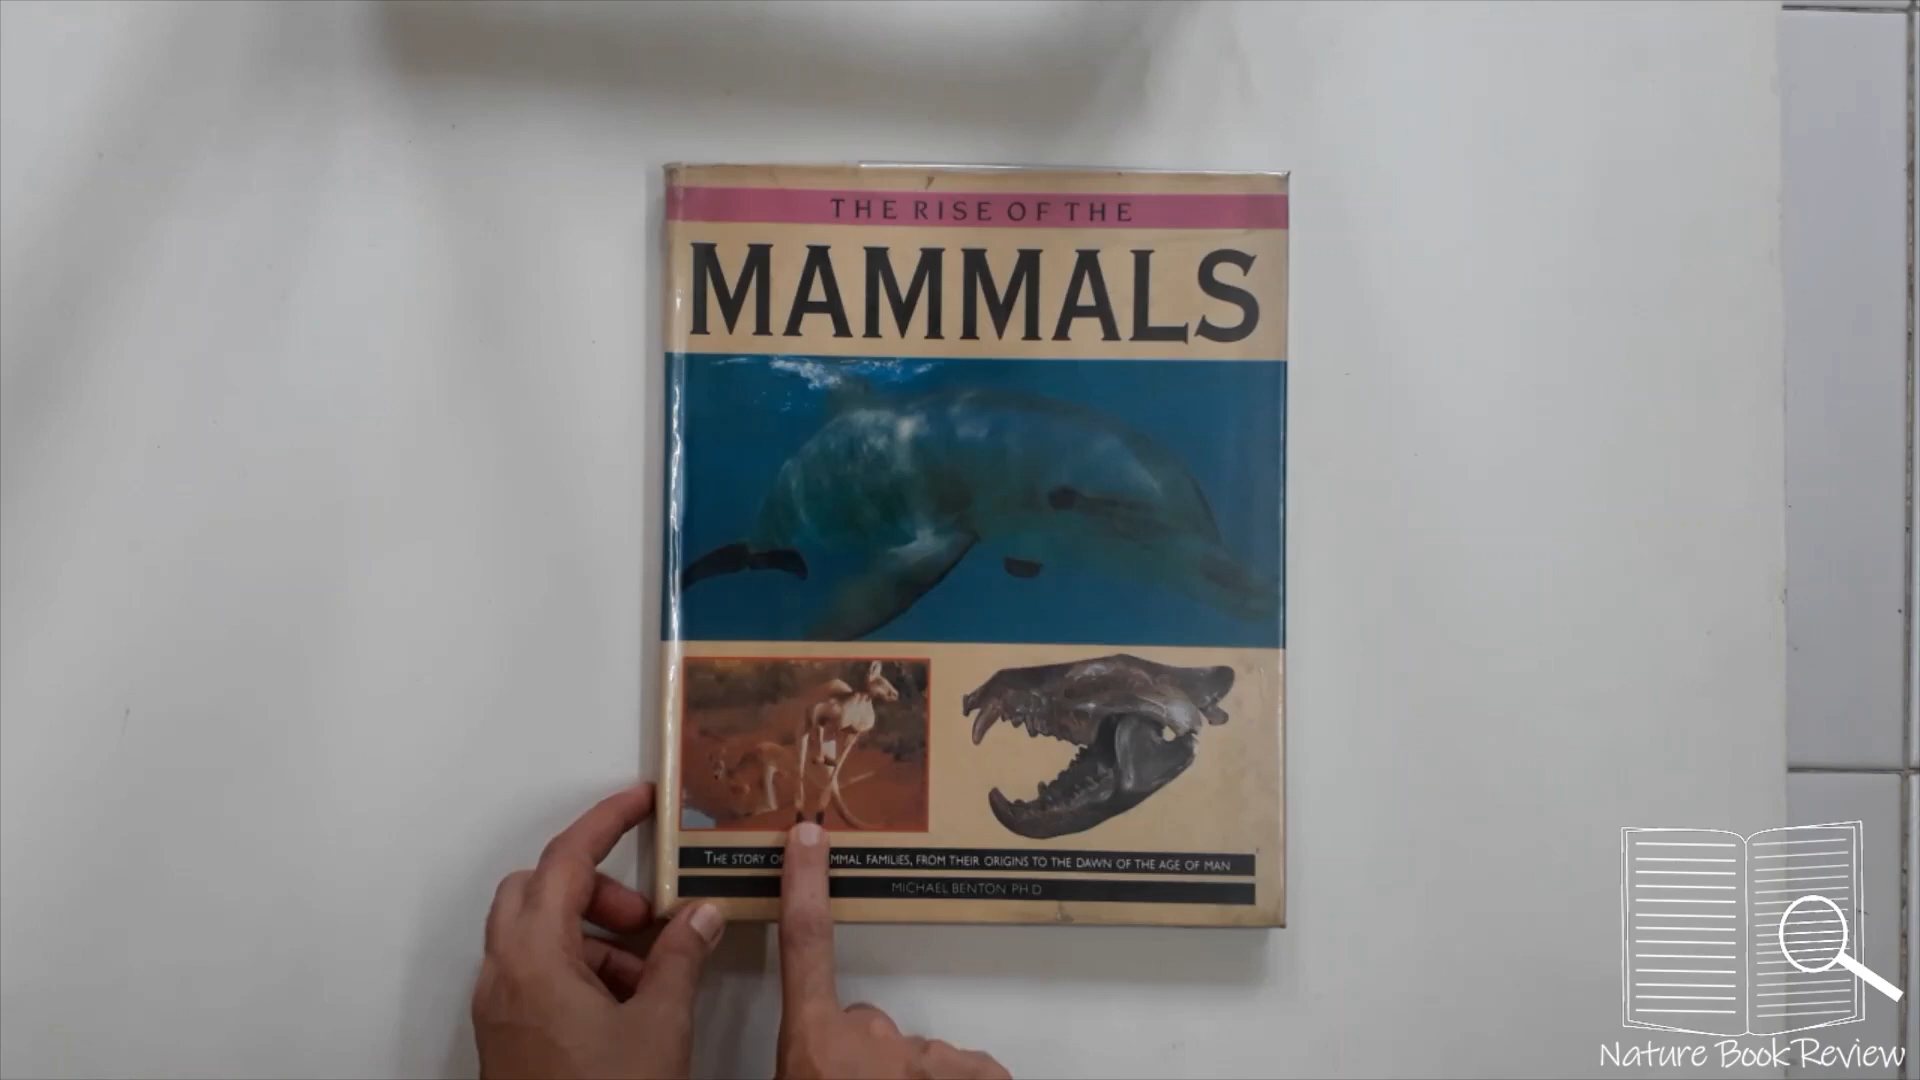 THE RISE OF THE
MAMMALS
THE STORY OF MMAL FAMILIES, FROM THEIR ORIGINS TO THE DAWN OF THE AGE OF MAN
MICHAEL BENTON PH.D
Nature Book Review